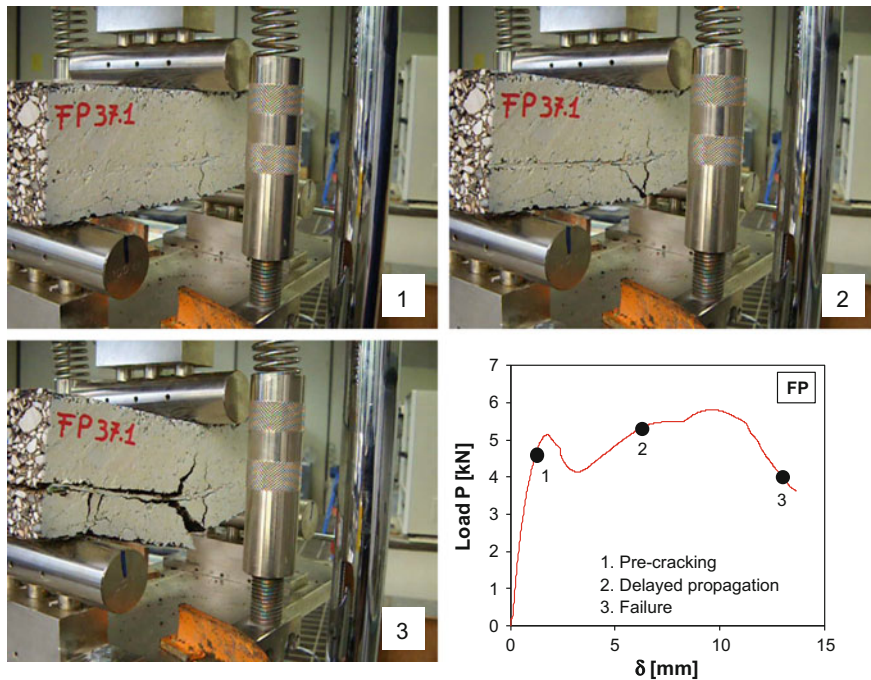 FP 37.1
1
FP 37.1
2
FP 37.1
3
7
6
5
4
3
2
1
0
0
5
10
15
Load P [kN]
δ [mm]
FP
1
2
3
1. Pre-cracking
2. Delayed propagation
3. Failure